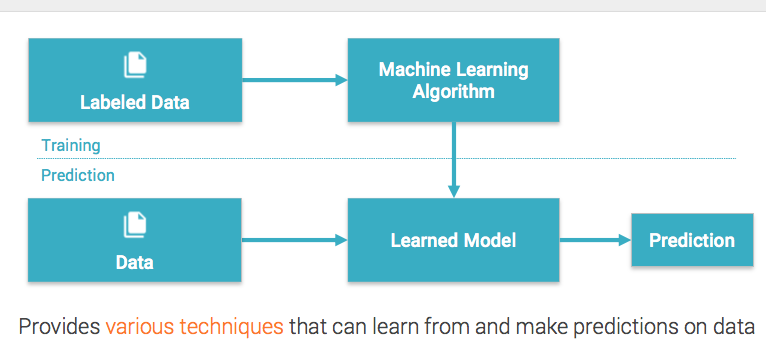 Labeled Data
Machine Learning
Algorithm
Training
Prediction
Data
Learned Model
Prediction
Provides various techniques that can learn from and make predictions on data